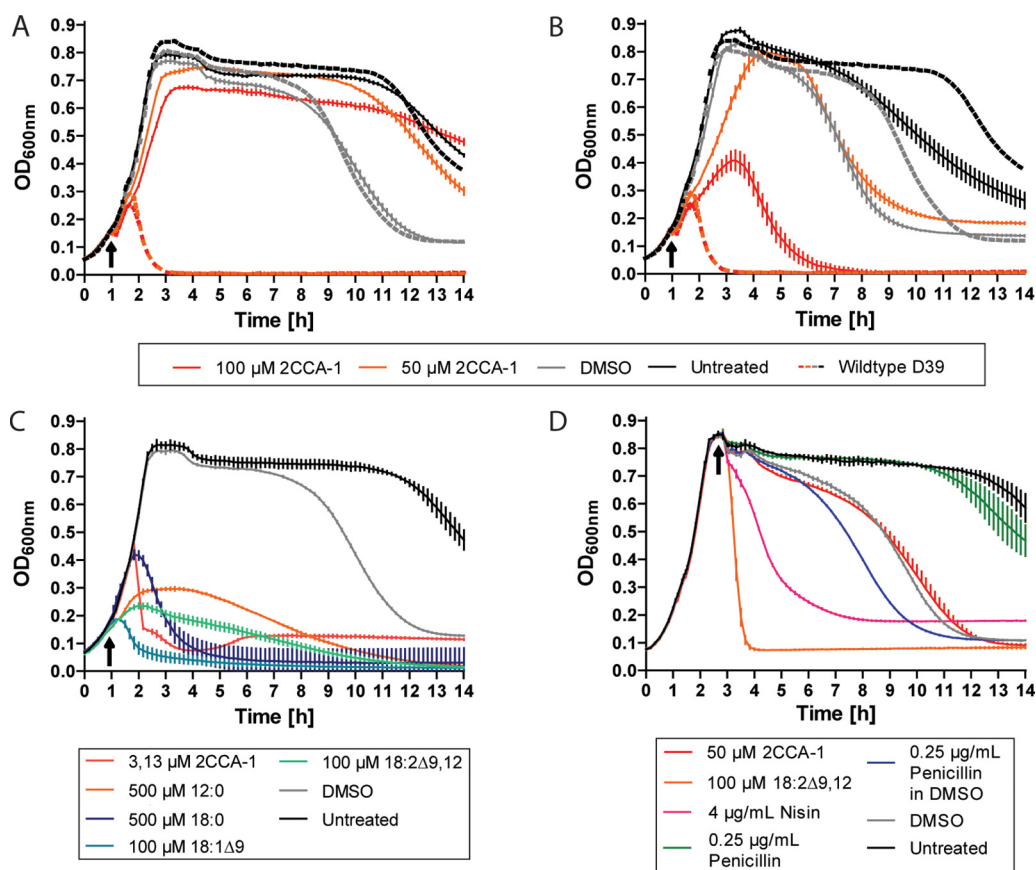 A
B
0.9
0.8
0.7
0.6
0.5
0.4
0.3
0.2
0.1
0.0
OD600nm
0 1 2 3 4 5 6 7 8 9 10 11 12 13 14
Time [h]
0.9
0.8
0.7
0.6
0.5
0.4
0.3
0.2
0.1
0.0
OD600nm
0 1 2 3 4 5 6 7 8 9 10 11 12 13 14
Time [h]
100 µM 2CCA-1 50 µM 2CCA-1 DMSO Untreated Wildtype D39
C
D
0.9
0.8
0.7
0.6
0.5
0.4
0.3
0.2
0.1
0.0
OD600nm
0 1 2 3 4 5 6 7 8 9 10 11 12 13 14
Time [h]
0.9
0.8
0.7
0.6
0.5
0.4
0.3
0.2
0.1
0.0
OD600nm
0 1 2 3 4 5 6 7 8 9 10 11 12 13 14
Time [h]
3,13 µM 2CCA-1
500 µM 12:0
500 µM 18:0
100 µM 18:1Δ9
100 µM 18:2Δ9,12
DMSO
Untreated
50 µM 2CCA-1
100 µM 18:2Δ9,12
4 µg/mL Nisin
0.25 µg/mL
Penicillin
0.25 µg/mL
Penicillin
in DMSO
DMSO
Untreated